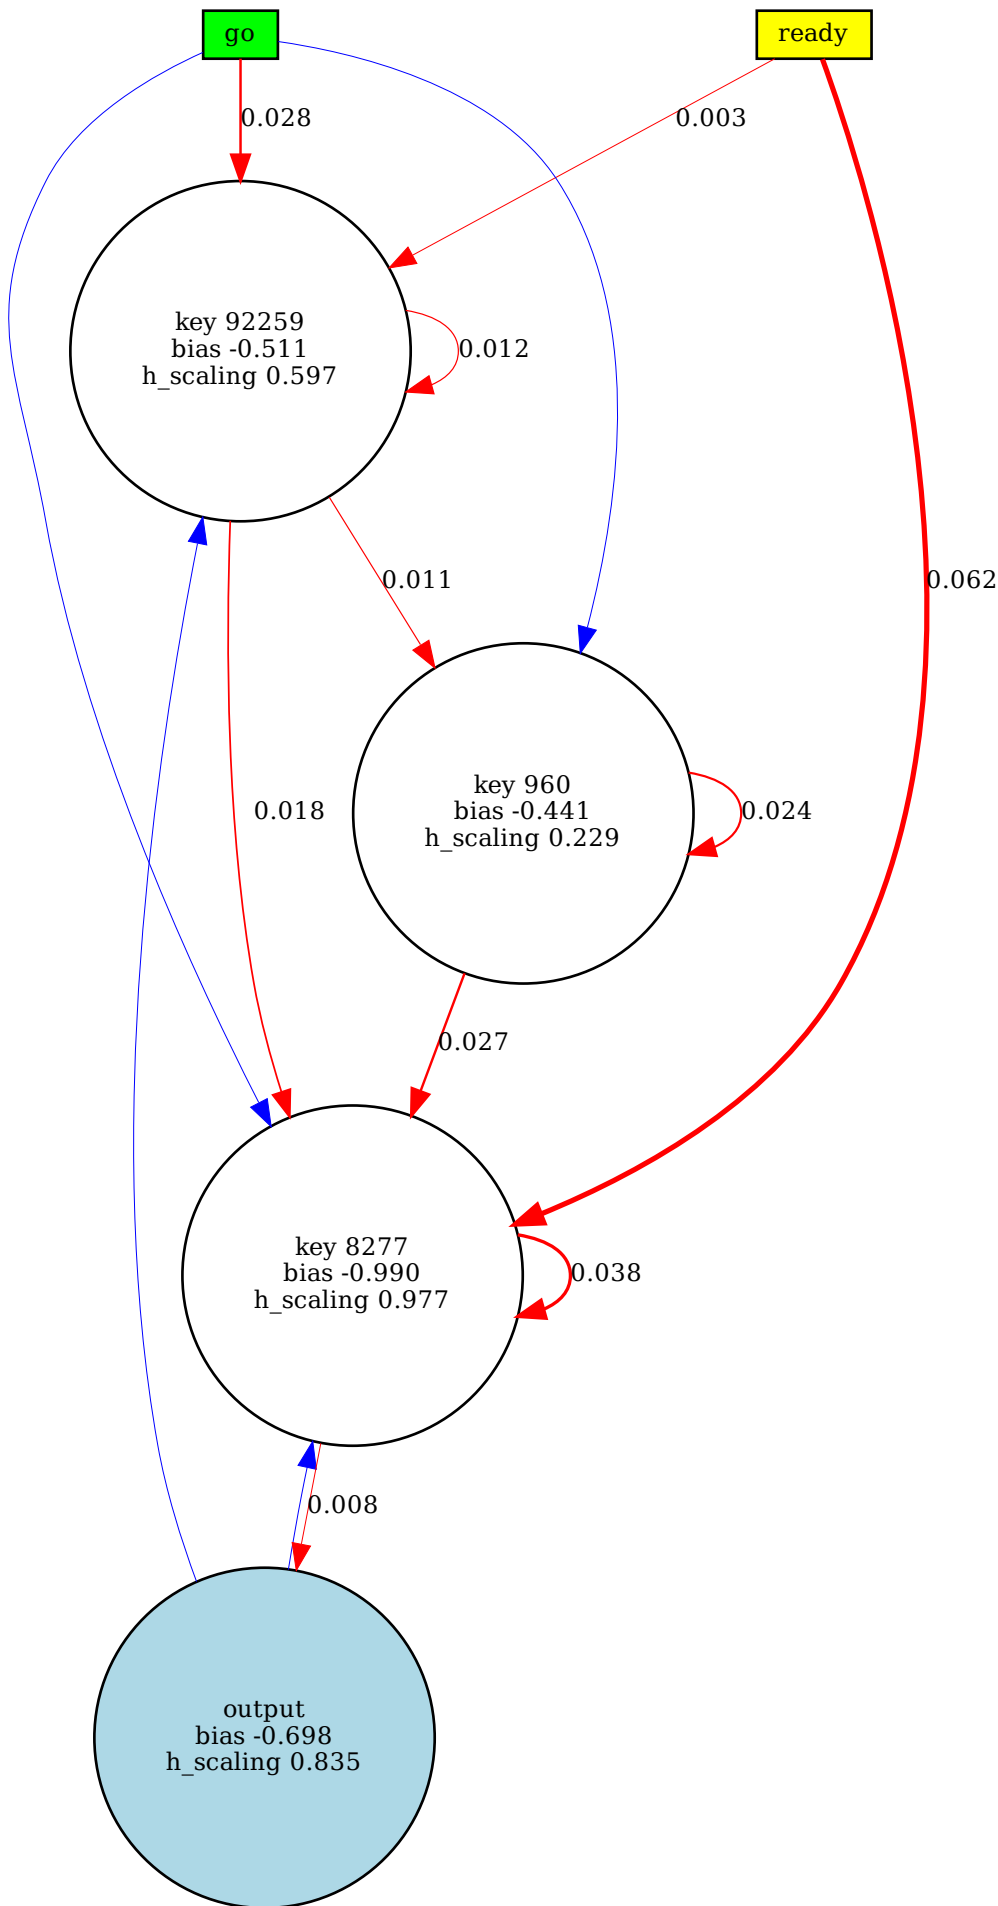 go
ready
0.028
0.003
key 92259
bias -0.511
h_scaling 0.597
0.012
0.011
0.062
key 960
bias -0.441
h_scaling 0.229
0.018
0.024
0.027
key 8277
bias -0.990
h_scaling 0.977
0.038
0.008
output
bias -0.698
h_scaling 0.835